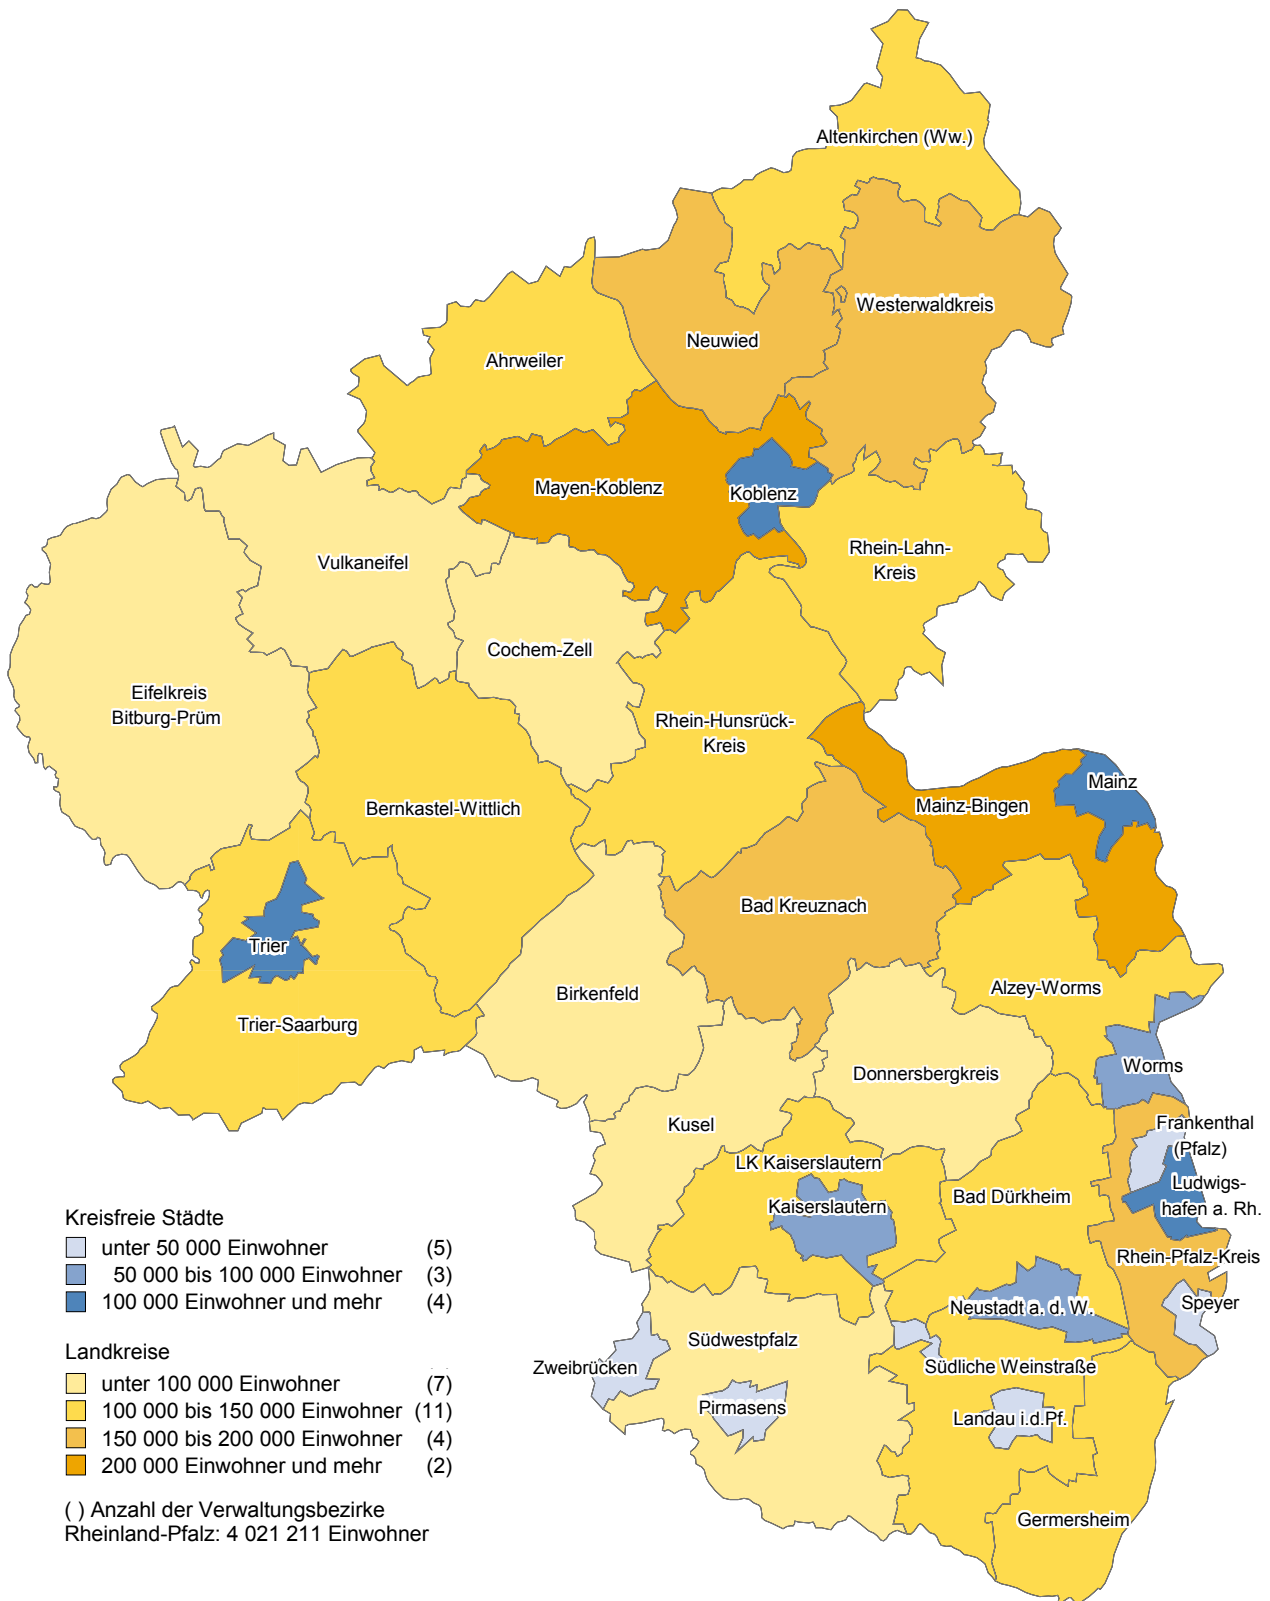 Altenkirchen (Ww.)
Westerwaldkreis
Neuwied
Ahrweiler
Mayen-Koblenz
Koblenz
Rhein-Lahn-
Kreis
Vulkaneifel
Cochem-Zell
Eifelkreis
Bitburg-Prüm
Rhein-Hunsrück-
Kreis
Mainz
Mainz-Bingen
Bernkastel-Wittlich
Bad Kreuznach
Trier
Alzey-Worms
Birkenfeld
Trier-Saarburg
Worms
Donnersbergkreis
Kusel
Frankenthal
(Pfalz)
LK Kaiserslautern
Ludwigs-
hafen a. Rh.
Bad Dürkheim
Kaiserslautern
Rhein-Pfalz-Kreis
Speyer
Neustadt a. d. W.
Südwestpfalz
Zweibrücken
Südliche Weinstraße
Pirmasens
Landau i.d.Pf.
Germersheim
Kreisfreie Städte
unter 50 000 Einwohner (5)
50 000 bis 100 000 Einwohner (3)
100 000 Einwohner und mehr (4)
Landkreise
unter 100 000 Einwohner (7)
100 000 bis 150 000 Einwohner (11)
150 000 bis 200 000 Einwohner (4)
200 000 Einwohner und mehr (2)
( ) Anzahl der Verwaltungsbezirke
Rheinland-Pfalz: 4 021 211 Einwohner